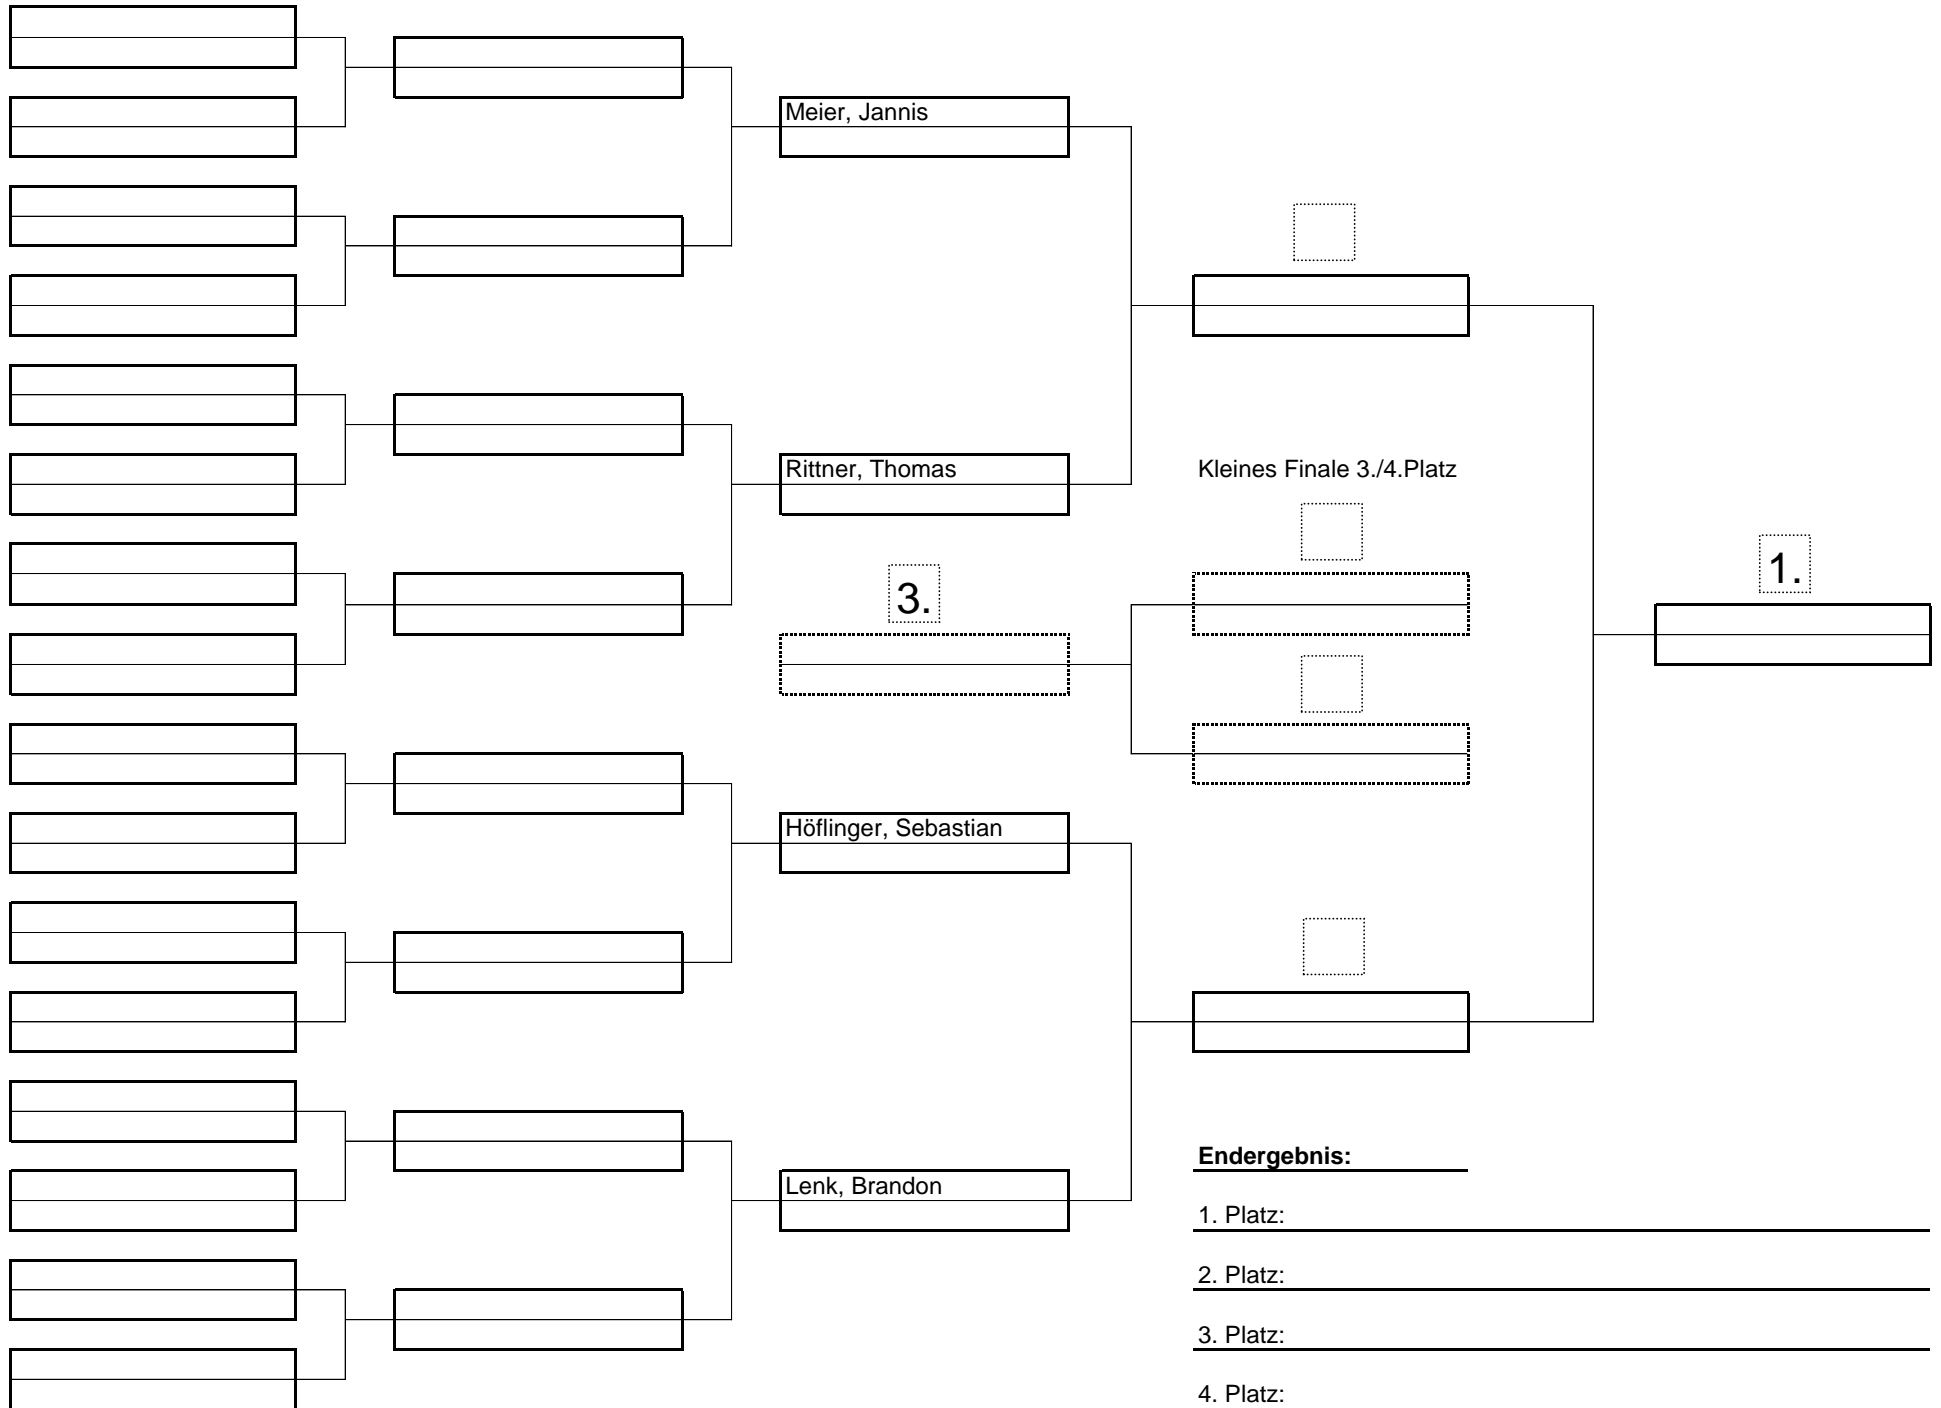 Meier, Jannis
Rittner, Thomas
Kleines Finale 3./4.Platz
1.
3.
Höflinger, Sebastian
Endergebnis:
Lenk, Brandon
1. Platz:
2. Platz:
3. Platz:
4. Platz: